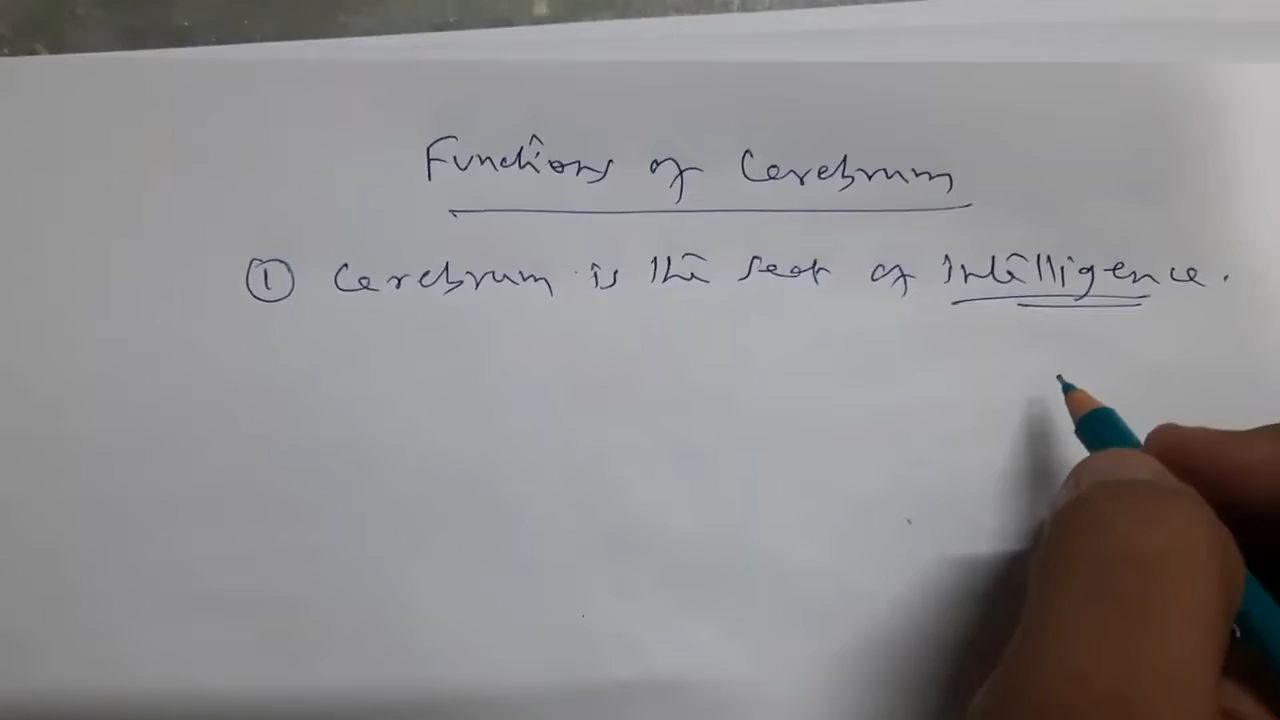 Functions of Cerebrum
① Cerebrum is the seat of intelligence.